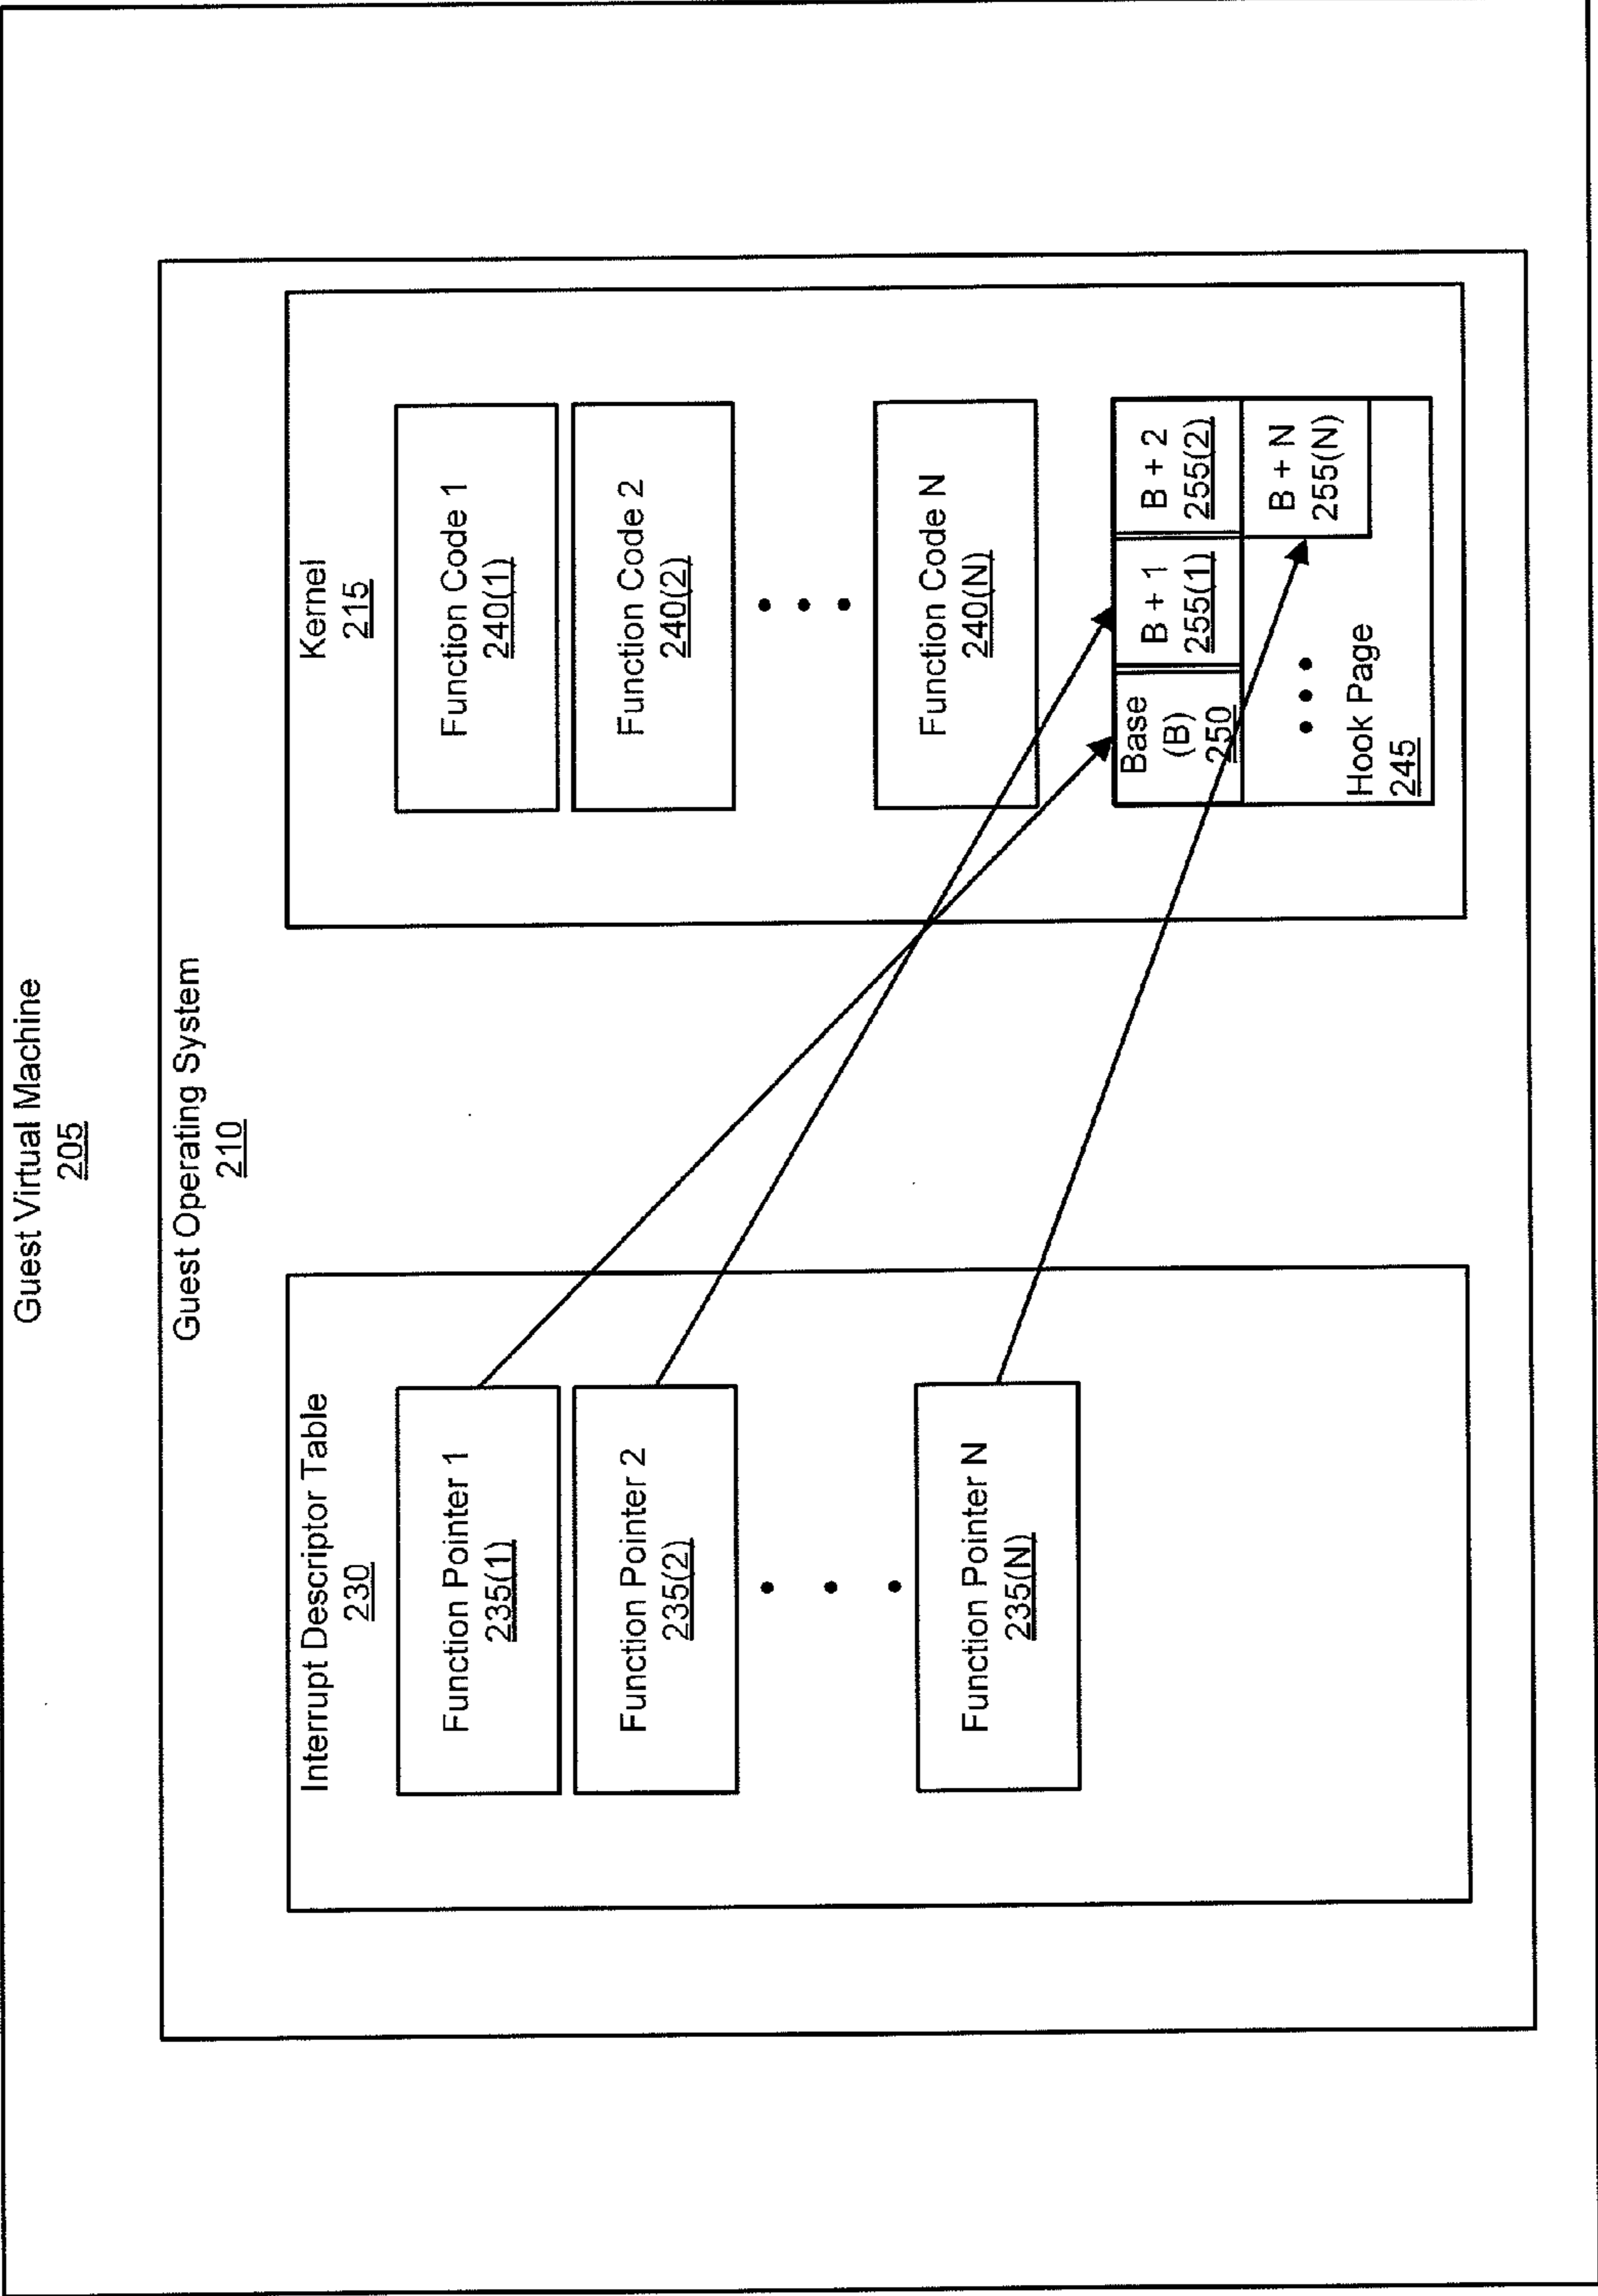 Guest Virtual Machine
205
Guest Operating System
210
Interrupt Descriptor Table
230
Function Pointer 1
235(1)
Function Pointer 2
235(2)
Function Pointer N
235(N)
Kernel
215
Function Code 1
240(1)
Function Code 2
240(2)
Function Code N
240(N)
Base
(B)
250
B + 1
255(1)
B + 2
255(2)
B + N
255(N)
Hook Page
245